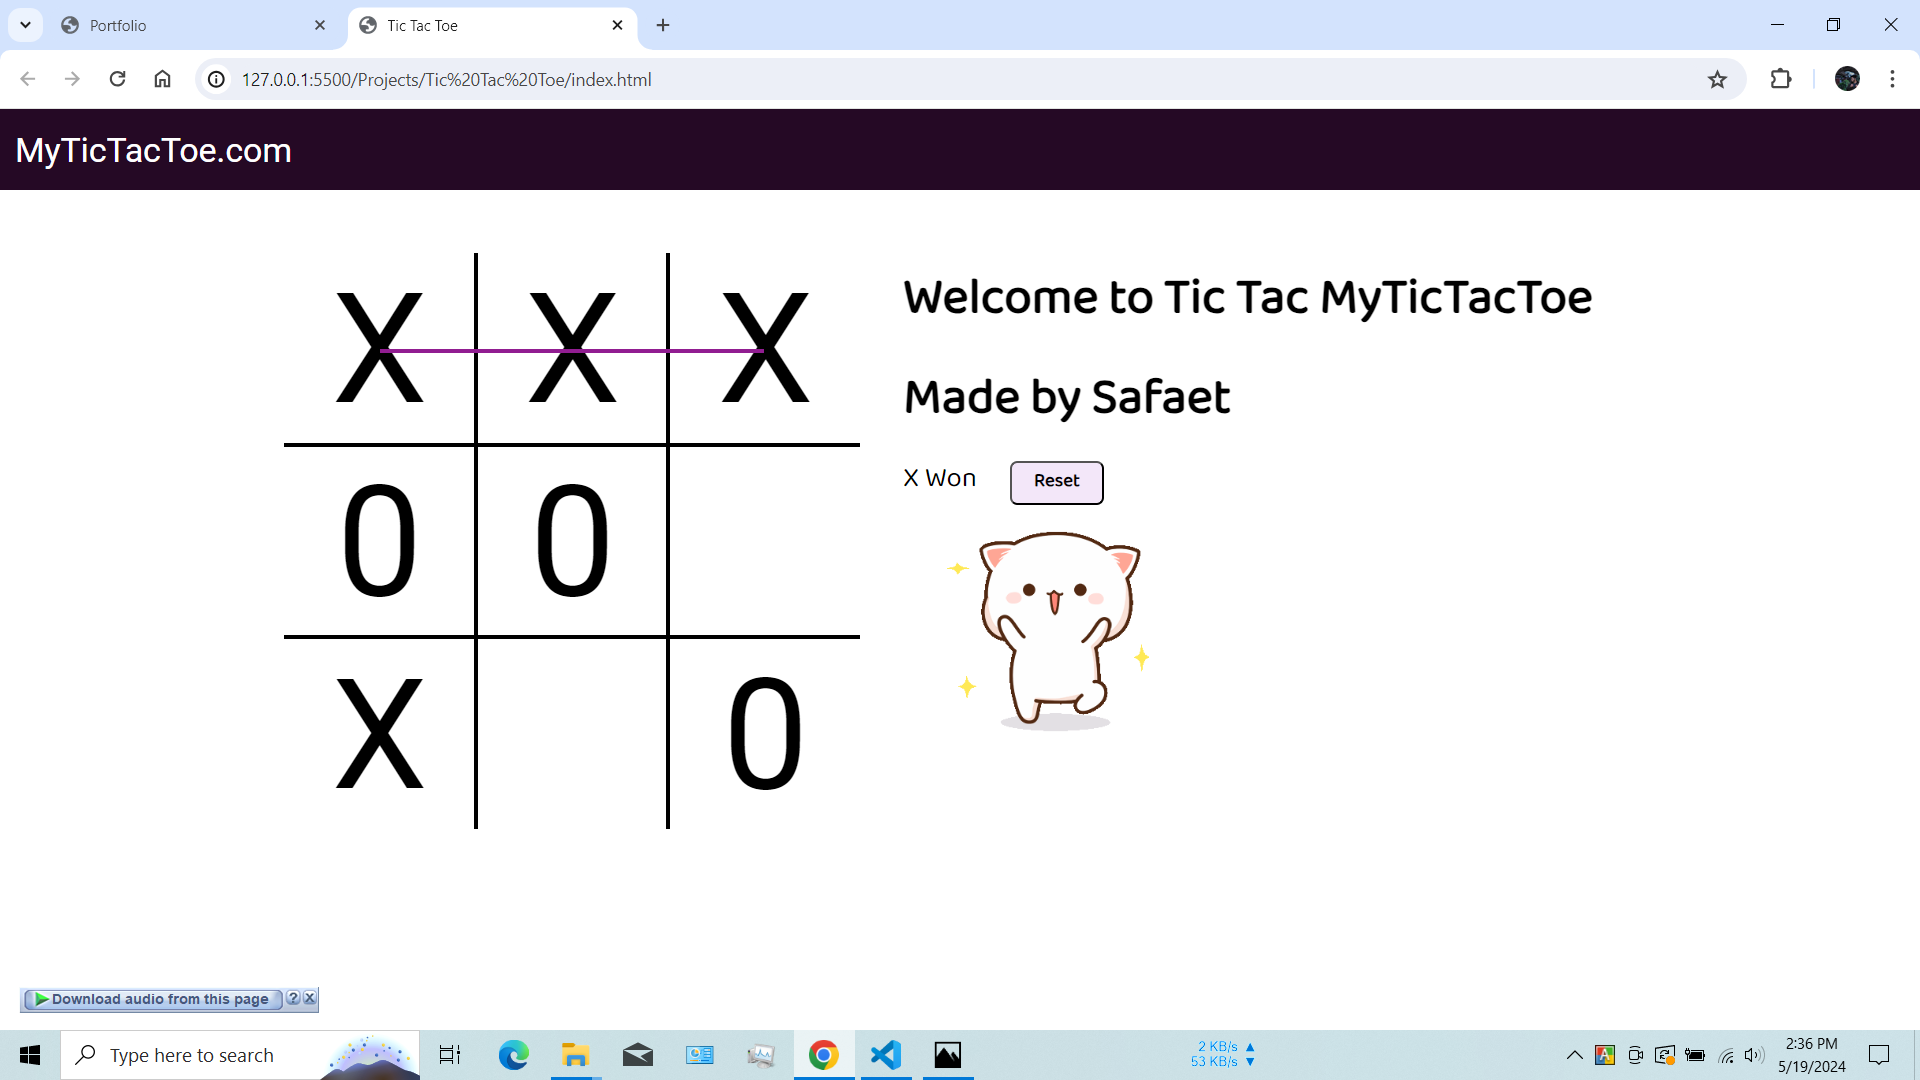 Portfolio
Tic Tac Toe
127.0.0.1:5500/Projects/Tic%20Tac%20Toe/index.html
MyTicTacToe.com
X X X
0 0
X 0
Welcome to Tic Tac MyTicTacToe
Made by Safaet
X Won
Reset
Download audio from this page ?
Type here to search
2 KB/s
53 KB/s
2:36 PM
5/19/2024